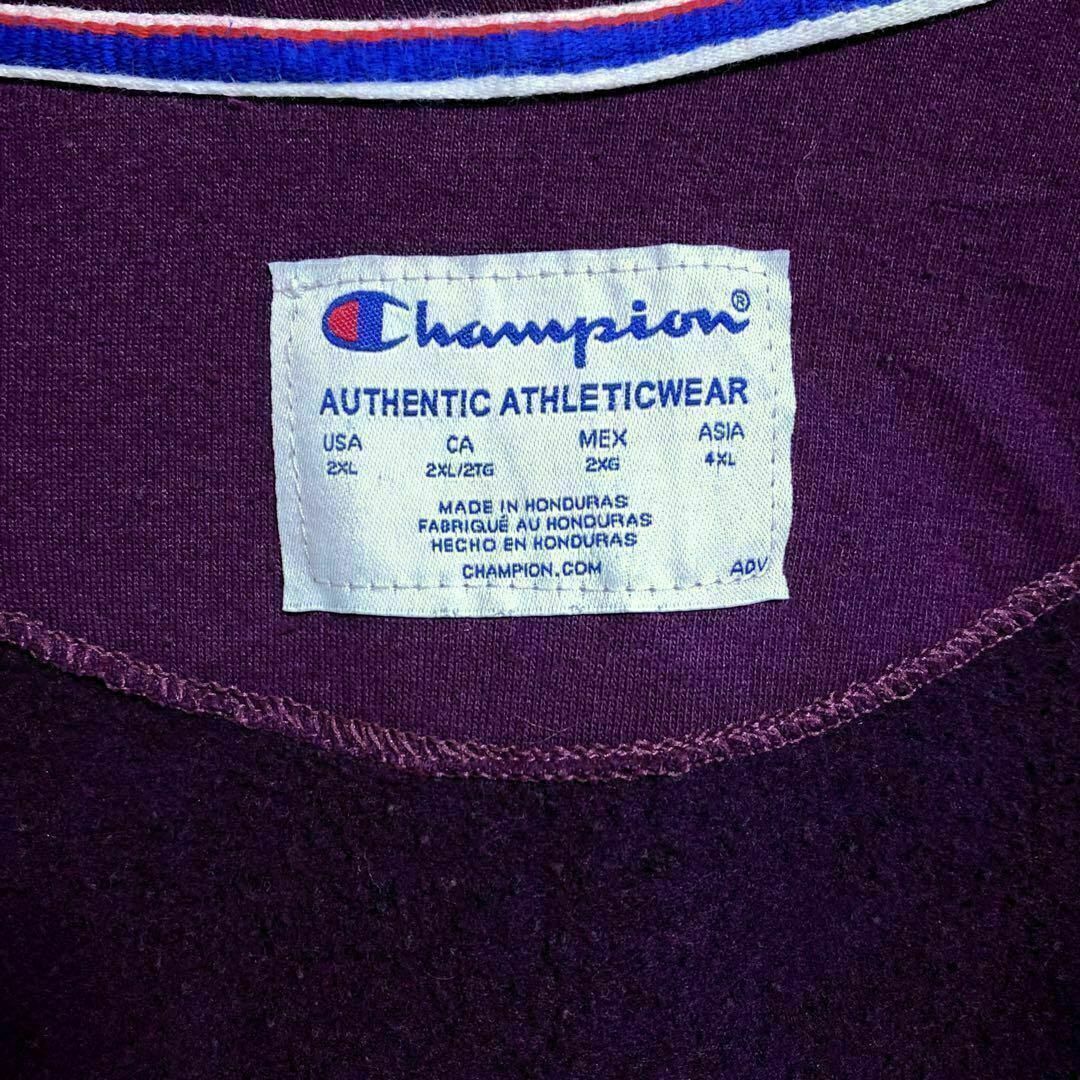 Champion®
AUTHENTIC ATHLETICWEAR
USA CA MEX ASIA
2XL 2XL/2TG 2XG 4XL
MADE IN HONDURAS
FABRIQUÉ AU HONDURAS
HECHO EN HONDURAS
CHAMPION.COM ADV